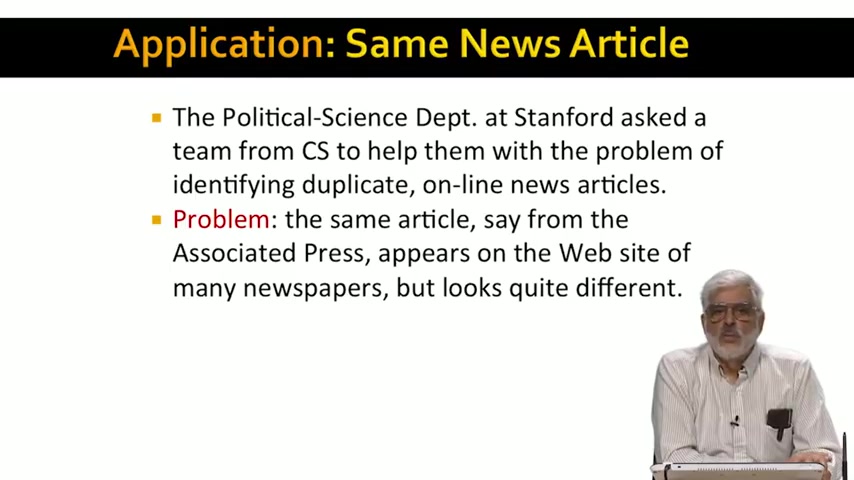 Application: Same News Article
The Political-Science Dept. at Stanford asked a
team from CS to help them with the problem of
identifying duplicate, on-line news articles.
Problem: the same article, say from the
Associated Press, appears on the Web site of
many newspapers, but looks quite different.